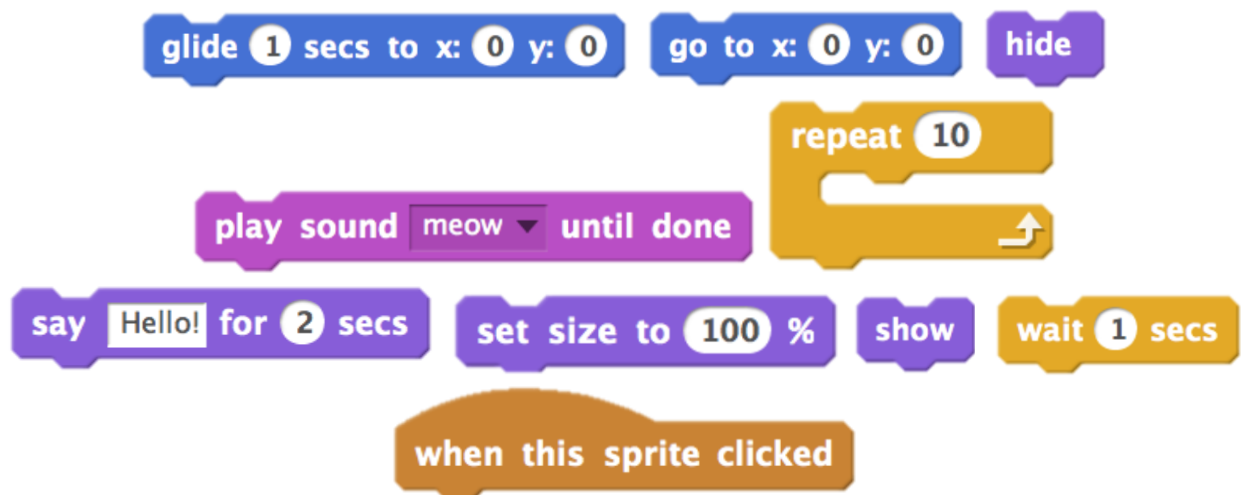 glide 1 secs to x: 0 y: 0
go to x: 0 y: 0
hide
repeat 10
play sound meow until done
say Hello! for 2 secs
set size to 100 %
show
wait 1 secs
when this sprite clicked